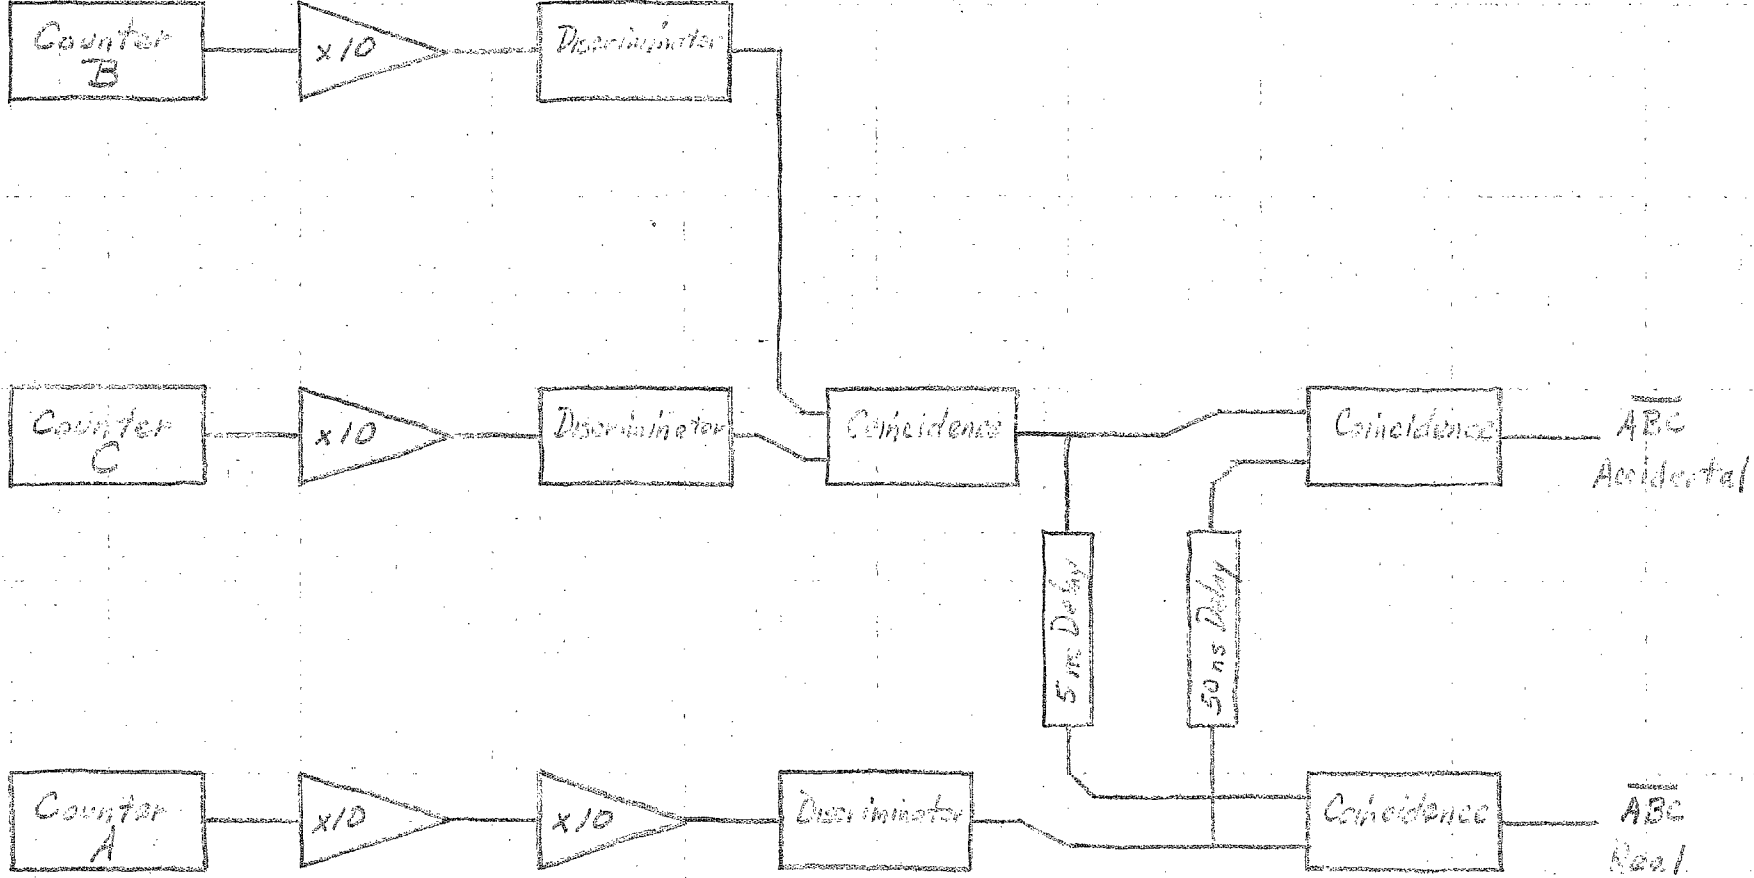 Counter
B
x10
Discriminator
Counter
C
x10
Discriminator
Coincidence
Coincidence
ABC
Accidental
5 ns Delay
50 ns Delay
Counter
A
x10
x10
Discriminator
Coincidence
ABC
Real